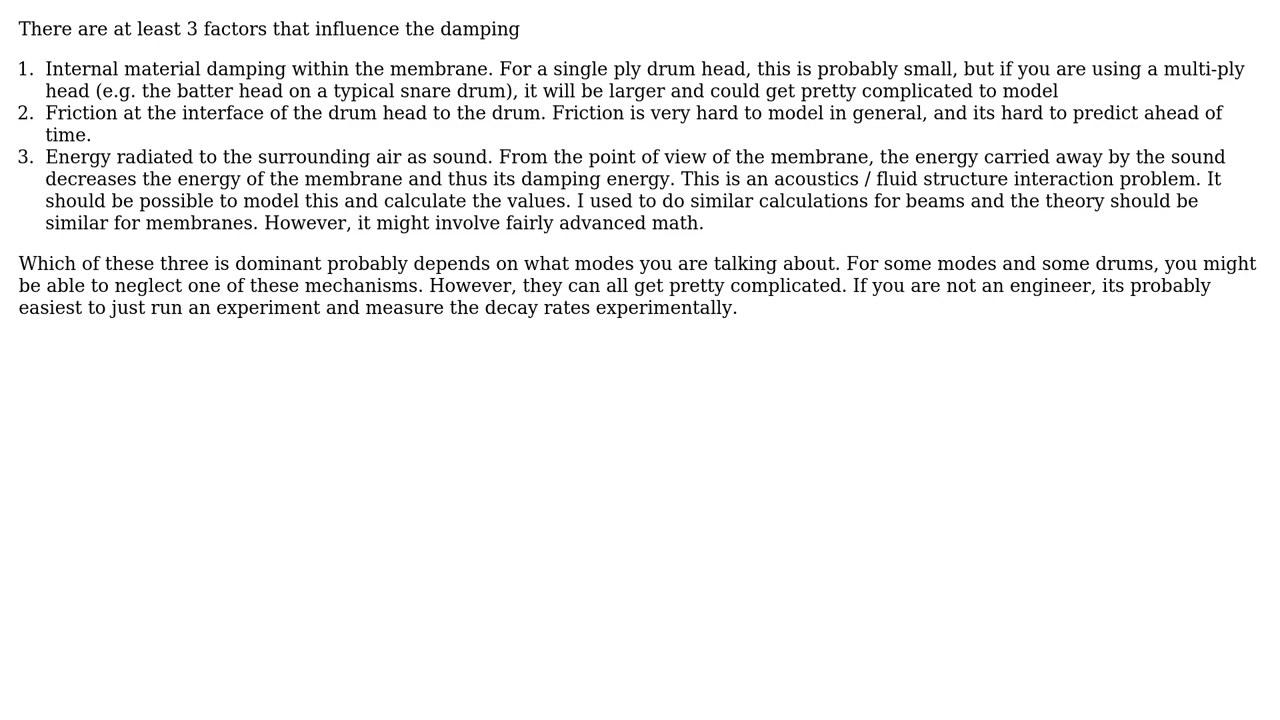 There are at least 3 factors that influence the damping
1. Internal material damping within the membrane. For a single ply drum head, this is probably small, but if you are using a multi-ply
head (e.g. the batter head on a typical snare drum), it will be larger and could get pretty complicated to model
2. Friction at the interface of the drum head to the drum. Friction is very hard to model in general, and its hard to predict ahead of
time.
3. Energy radiated to the surrounding air as sound. From the point of view of the membrane, the energy carried away by the sound
decreases the energy of the membrane and thus its damping energy. This is an acoustics / fluid structure interaction problem. It
should be possible to model this and calculate the values. I used to do similar calculations for beams and the theory should be
similar for membranes. However, it might involve fairly advanced math.
Which of these three is dominant probably depends on what modes you are talking about. For some modes and some drums, you might
be able to neglect one of these mechanisms. However, they can all get pretty complicated. If you are not an engineer, its probably
easiest to just run an experiment and measure the decay rates experimentally.